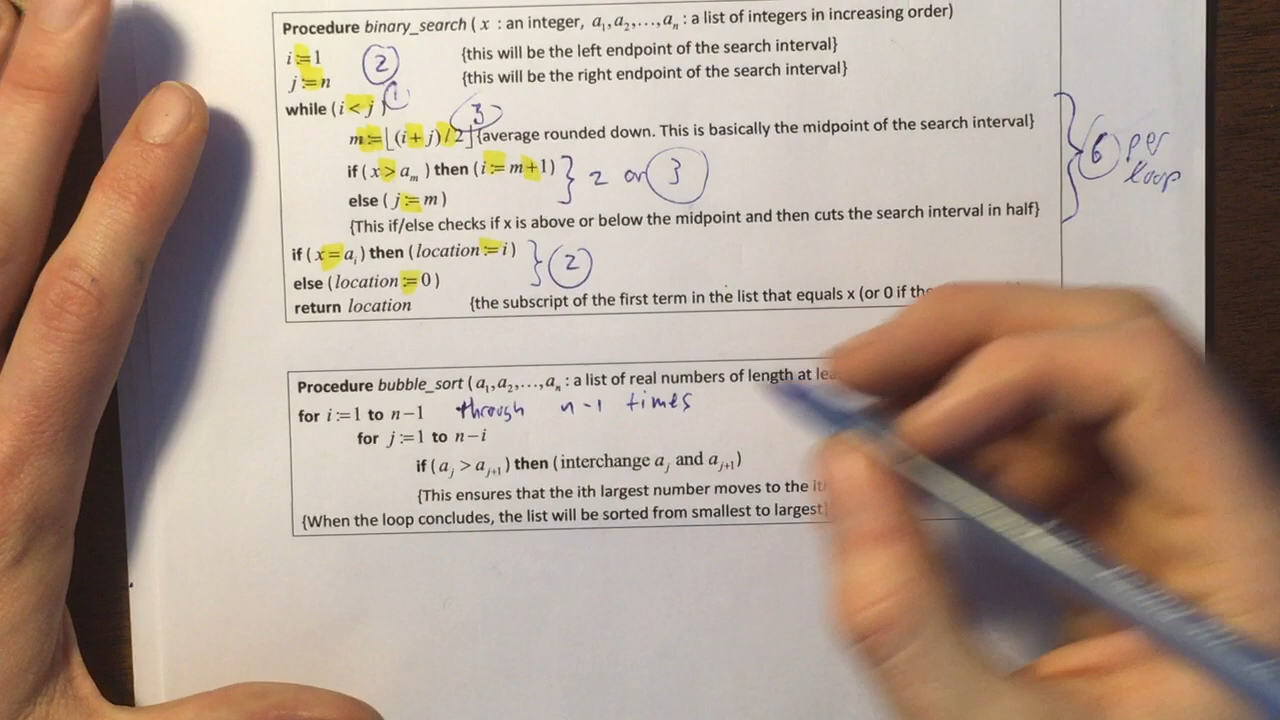 Procedure binary_search ( x : an integer, a₁,a₂,…,aₙ : a list of integers in increasing order)
i:=1 ② {this will be the left endpoint of the search interval}
j:=n {this will be the right endpoint of the search interval}
while (i < j) ①
m:=⌊(i+j)/2⌋ ③ {average rounded down. This is basically the midpoint of the search interval}
if ( x > aₘ ) then (i := m+1) } 2 or ③
else ( j := m)
{This if/else checks if x is above or below the midpoint and then cuts the search interval in half}
} ⑥ per
loop
if ( x = aᵢ ) then (location := i) } ②
else (location := 0)
return location {the subscript of the first term in the list that equals x (or 0 if
Procedure bubble_sort ( a₁,a₂,…,aₙ : a list of real numbers of length at
for i:=1 to n−1 through n-1 times
for j:=1 to n−i
if ( aⱼ > aⱼ₊₁ ) then (interchange aⱼ and aⱼ₊₁)
{This ensures that the ith largest number moves to the
{When the loop concludes, the list will be sorted from smallest to largest}